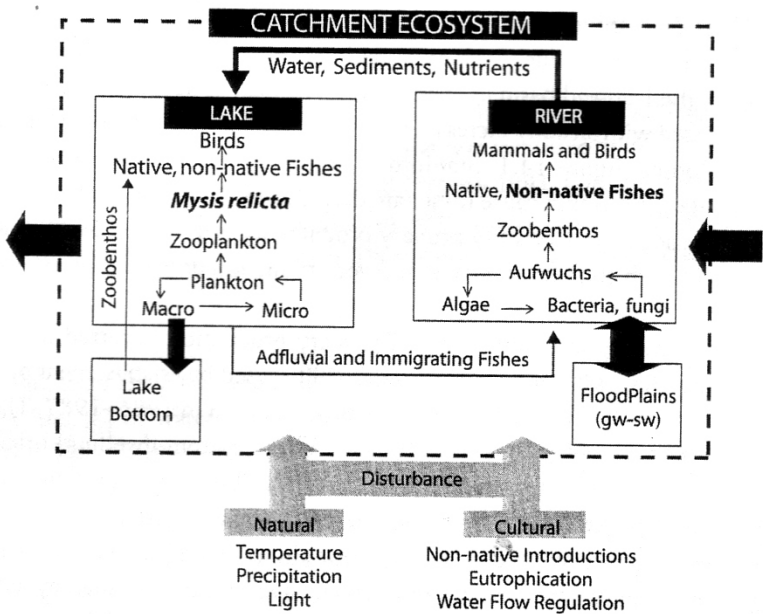 CATCHMENT ECOSYSTEM
Water, Sediments, Nutrients
LAKE
Birds
Native, non-native Fishes
Mysis relicta
Zooplankton
Plankton
Macro
Micro
Zoobenthos
Lake
Bottom
RIVER
Mammals and Birds
Native, Non-native Fishes
Zoobenthos
Aufwuchs
Algae
Bacteria, fungi
Adfluvial and Immigrating Fishes
FloodPlains
(gw-sw)
Disturbance
Natural
Temperature
Precipitation
Light
Cultural
Non-native Introductions
Eutrophication
Water Flow Regulation